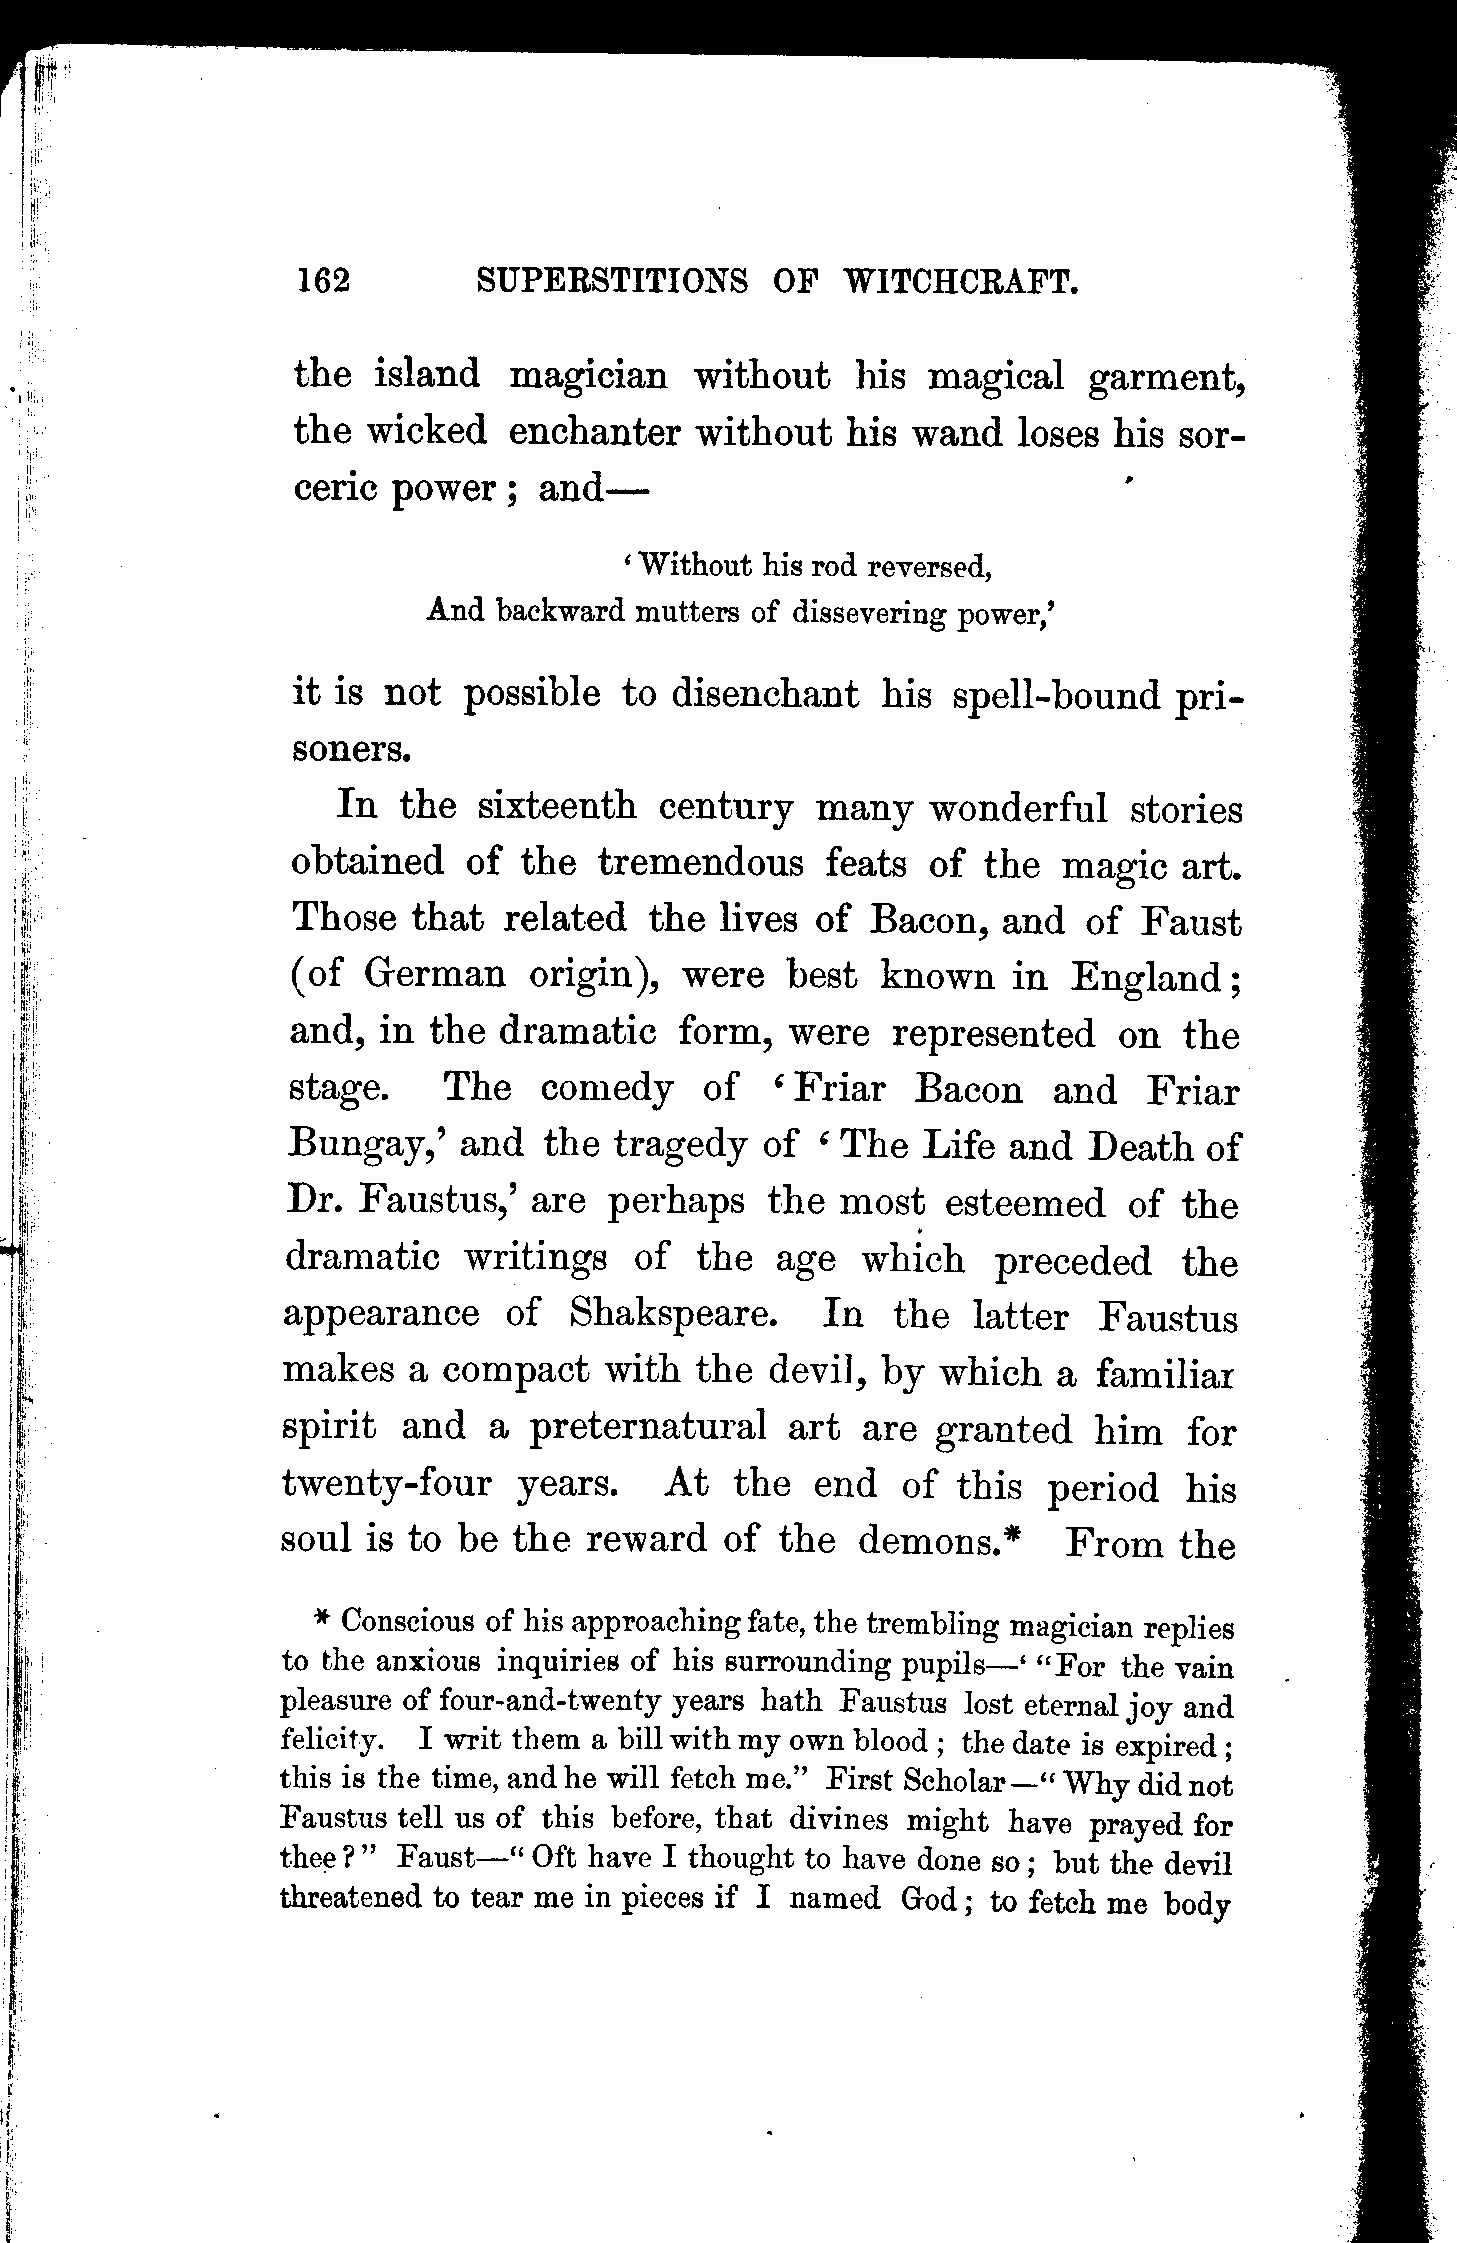 162 SUPERSTITIONS OF WITCHCRAFT.
the island magician without his magical garment,
the wicked enchanter without his wand loses his sor-
ceric power ; and—
‘ Without his rod reversed,
And backward mutters of dissevering power,’
it is not possible to disenchant his spell-bound pri-
soners.
In the sixteenth century many wonderful stories
obtained of the tremendous feats of the magic art.
Those that related the lives of Bacon, and of Faust
(of German origin), were best known in England ;
and, in the dramatic form, were represented on the
stage. The comedy of ‘ Friar Bacon and Friar
Bungay,’ and the tragedy of ‘ The Life and Death of
Dr. Faustus,’ are perhaps the most esteemed of the
dramatic writings of the age which preceded the
appearance of Shakspeare. In the latter Faustus
makes a compact with the devil, by which a familiar
spirit and a preternatural art are granted him for
twenty-four years. At the end of this period his
soul is to be the reward of the demons.* From the
* Conscious of his approaching fate, the trembling magician replies
to the anxious inquiries of his surrounding pupils—‘ “For the vain
pleasure of four-and-twenty years hath Faustus lost eternal joy and
felicity. I writ them a bill with my own blood ; the date is expired ;
this is the time, and he will fetch me.” First Scholar—“ Why did not
Faustus tell us of this before, that divines might have prayed for
thee ? ” Faust—“ Oft have I thought to have done so ; but the devil
threatened to tear me in pieces if I named God ; to fetch me body